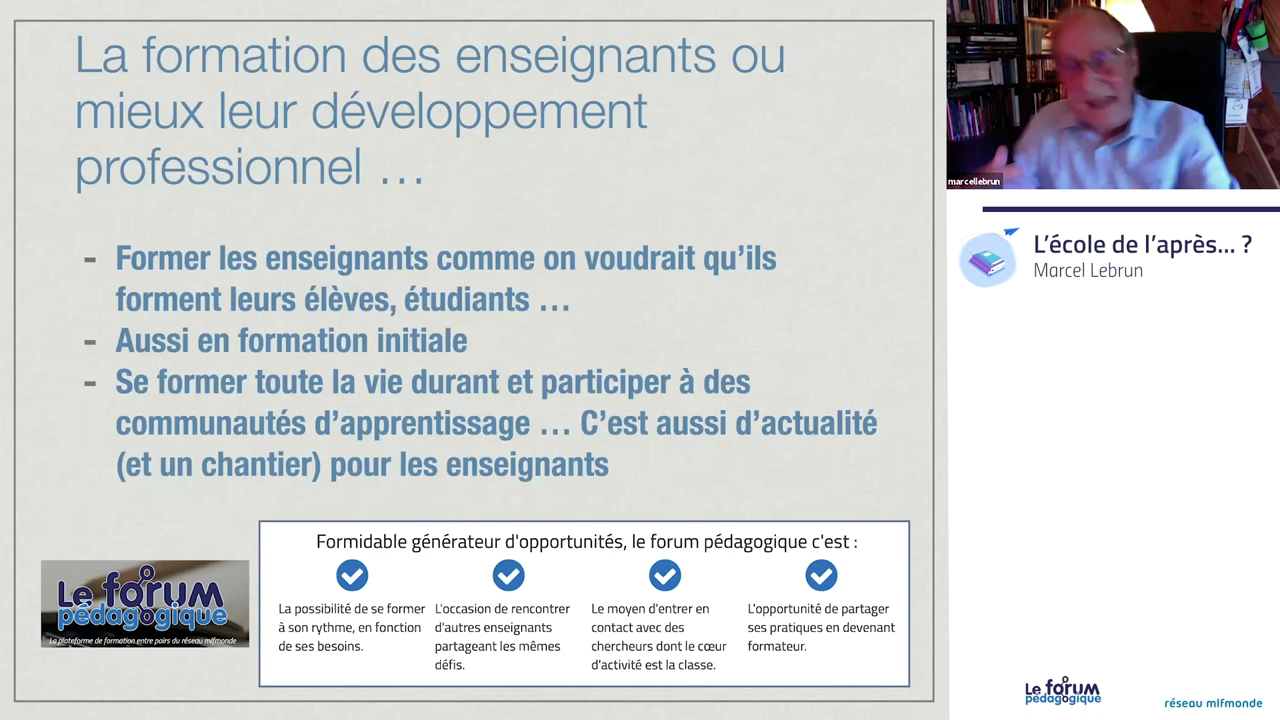 La formation des enseignants ou
mieux leur développement
professionnel …
- Former les enseignants comme on voudrait qu'ils
forment leurs élèves, étudiants …
- Aussi en formation initiale
- Se former toute la vie durant et participer à des
communautés d'apprentissage … C'est aussi d'actualité
(et un chantier) pour les enseignants
Le forum
pédagogique
La plateforme de formation entre pairs du réseau mlfmonde
Formidable générateur d'opportunités, le forum pédagogique c'est :
La possibilité de se former
à son rythme, en fonction
de ses besoins.
L'occasion de rencontrer
d'autres enseignants
partageant les mêmes
défis.
Le moyen d'entrer en
contact avec des
chercheurs dont le cœur
d'activité est la classe.
L'opportunité de partager
ses pratiques en devenant
formateur.
marcellebrun
L'école de l'après... ?
Marcel Lebrun
Le forum
pédagogique
réseau mlfmonde